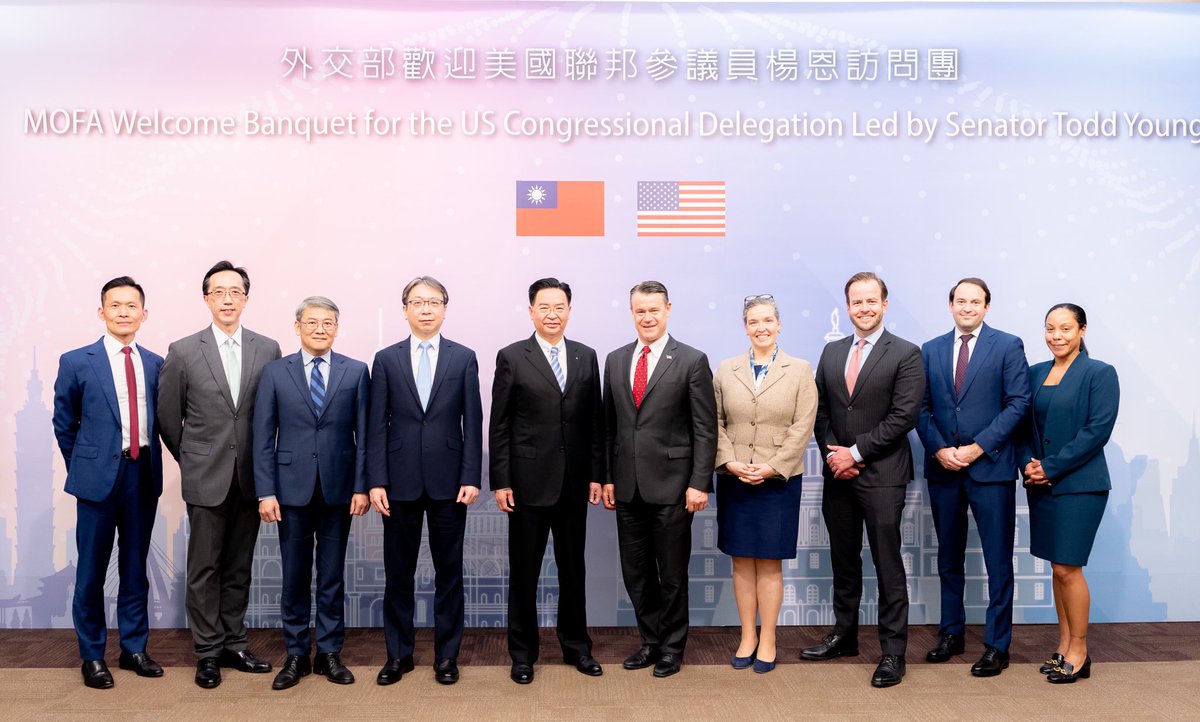 外交部歡迎美國聯邦參議員楊恩訪問團
MOFA Welcome Banquet for the US Congressional Delegation Led by Senator Todd Young